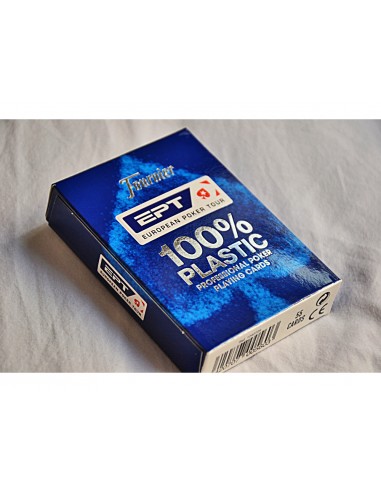 Fournier
EPT
EUROPEAN POKER TOUR
100%
PLASTIC
PROFESSIONAL POKER
PLAYING CARDS
EPT
55
CARDS
CE